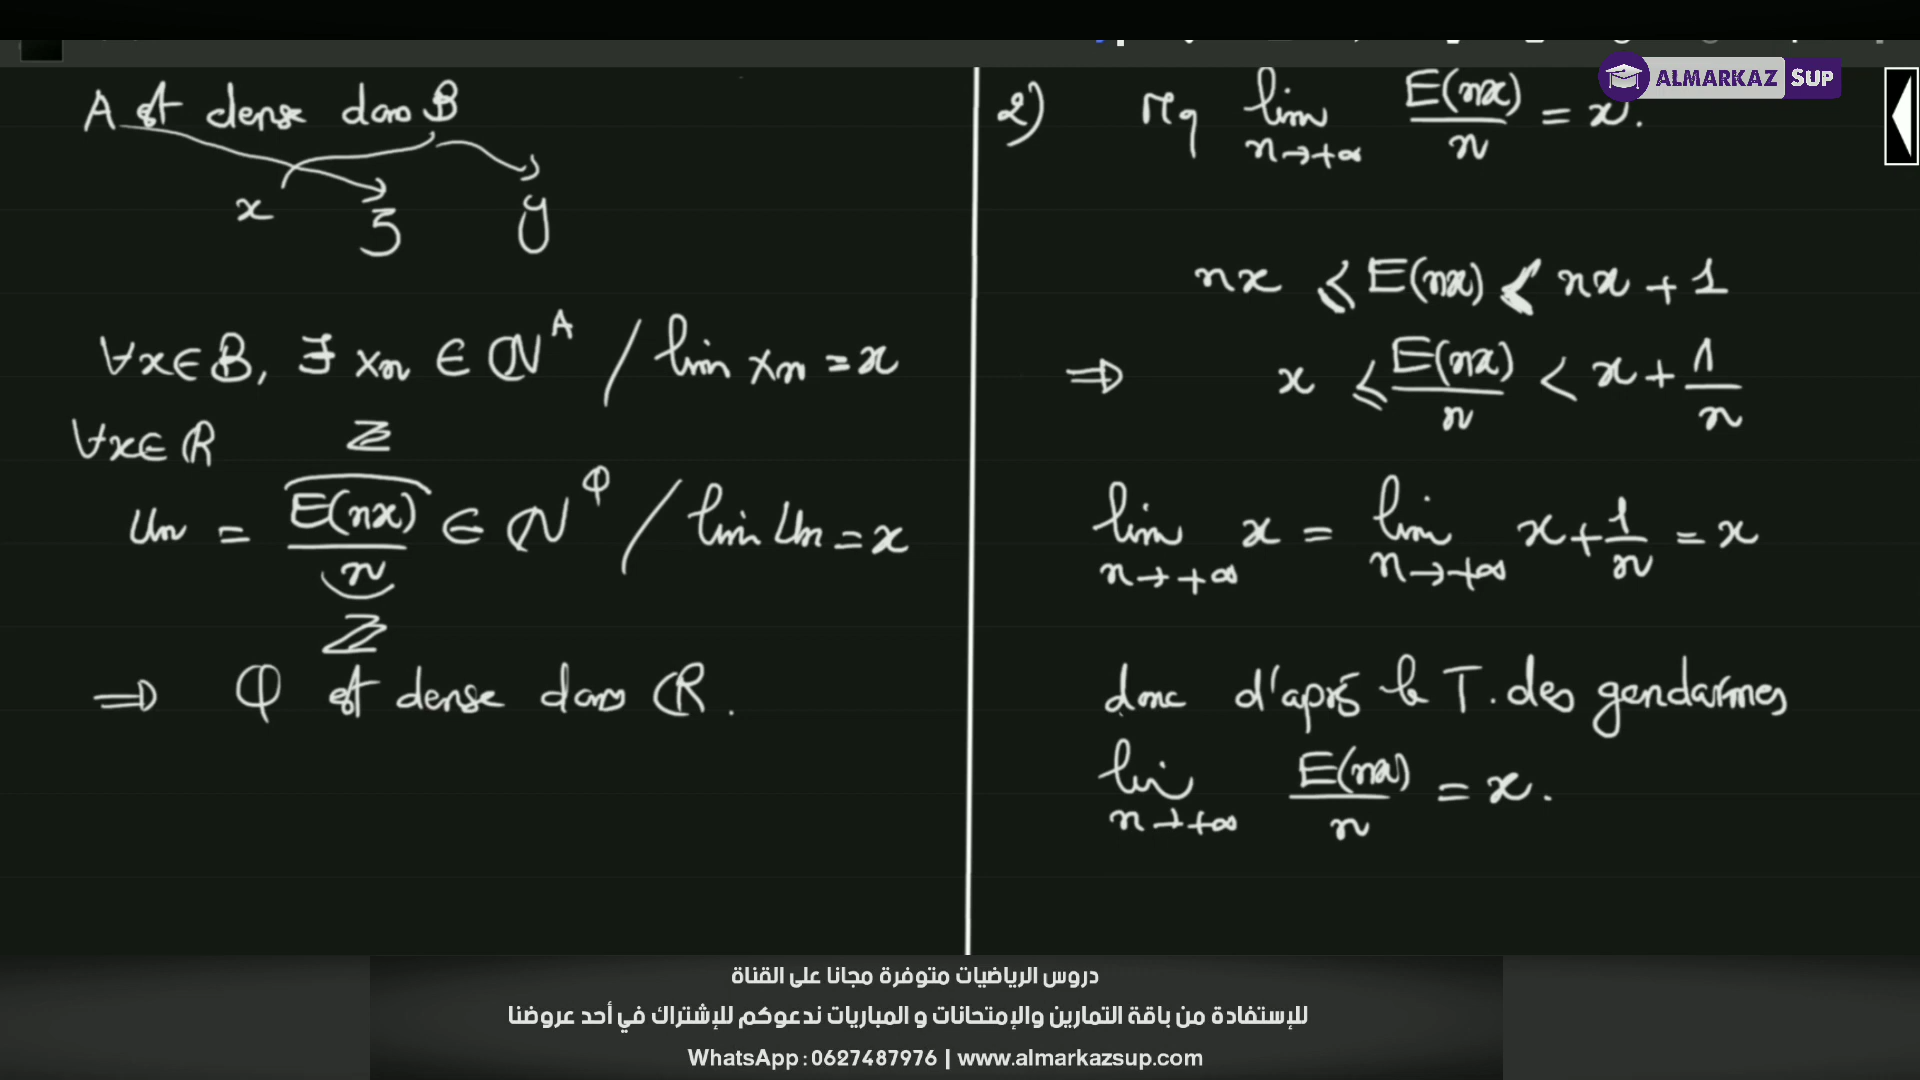 A est dense dans B
x z y
∀x∈B, ∃ xₙ ∈ ℕᴬ / lim xₙ = x
∀x∈ℝ
ℤ
Uₙ = E(nx)/n ∈ ℕ^ℚ / lim Uₙ = x
ℤ
⇒ ℚ est dense dans ℝ.
2) Mq lim n→+∞ E(nx)/n = x.
nx ≤ E(nx) < nx + 1
⇒ x ≤ E(nx)/n < x + 1/n
lim n→+∞ x = lim n→+∞ x + 1/n = x
donc d'après le T. des gendarmes
lim n→+∞ E(nx)/n = x.
ALMARKAZ SUP
دروس الرياضيات متوفرة مجانا على القناة
للإستفادة من باقة التمارين والإمتحانات و المباريات ندعوكم للإشتراك في أحد عروضنا
WhatsApp : 0627487976 | www.almarkazsup.com